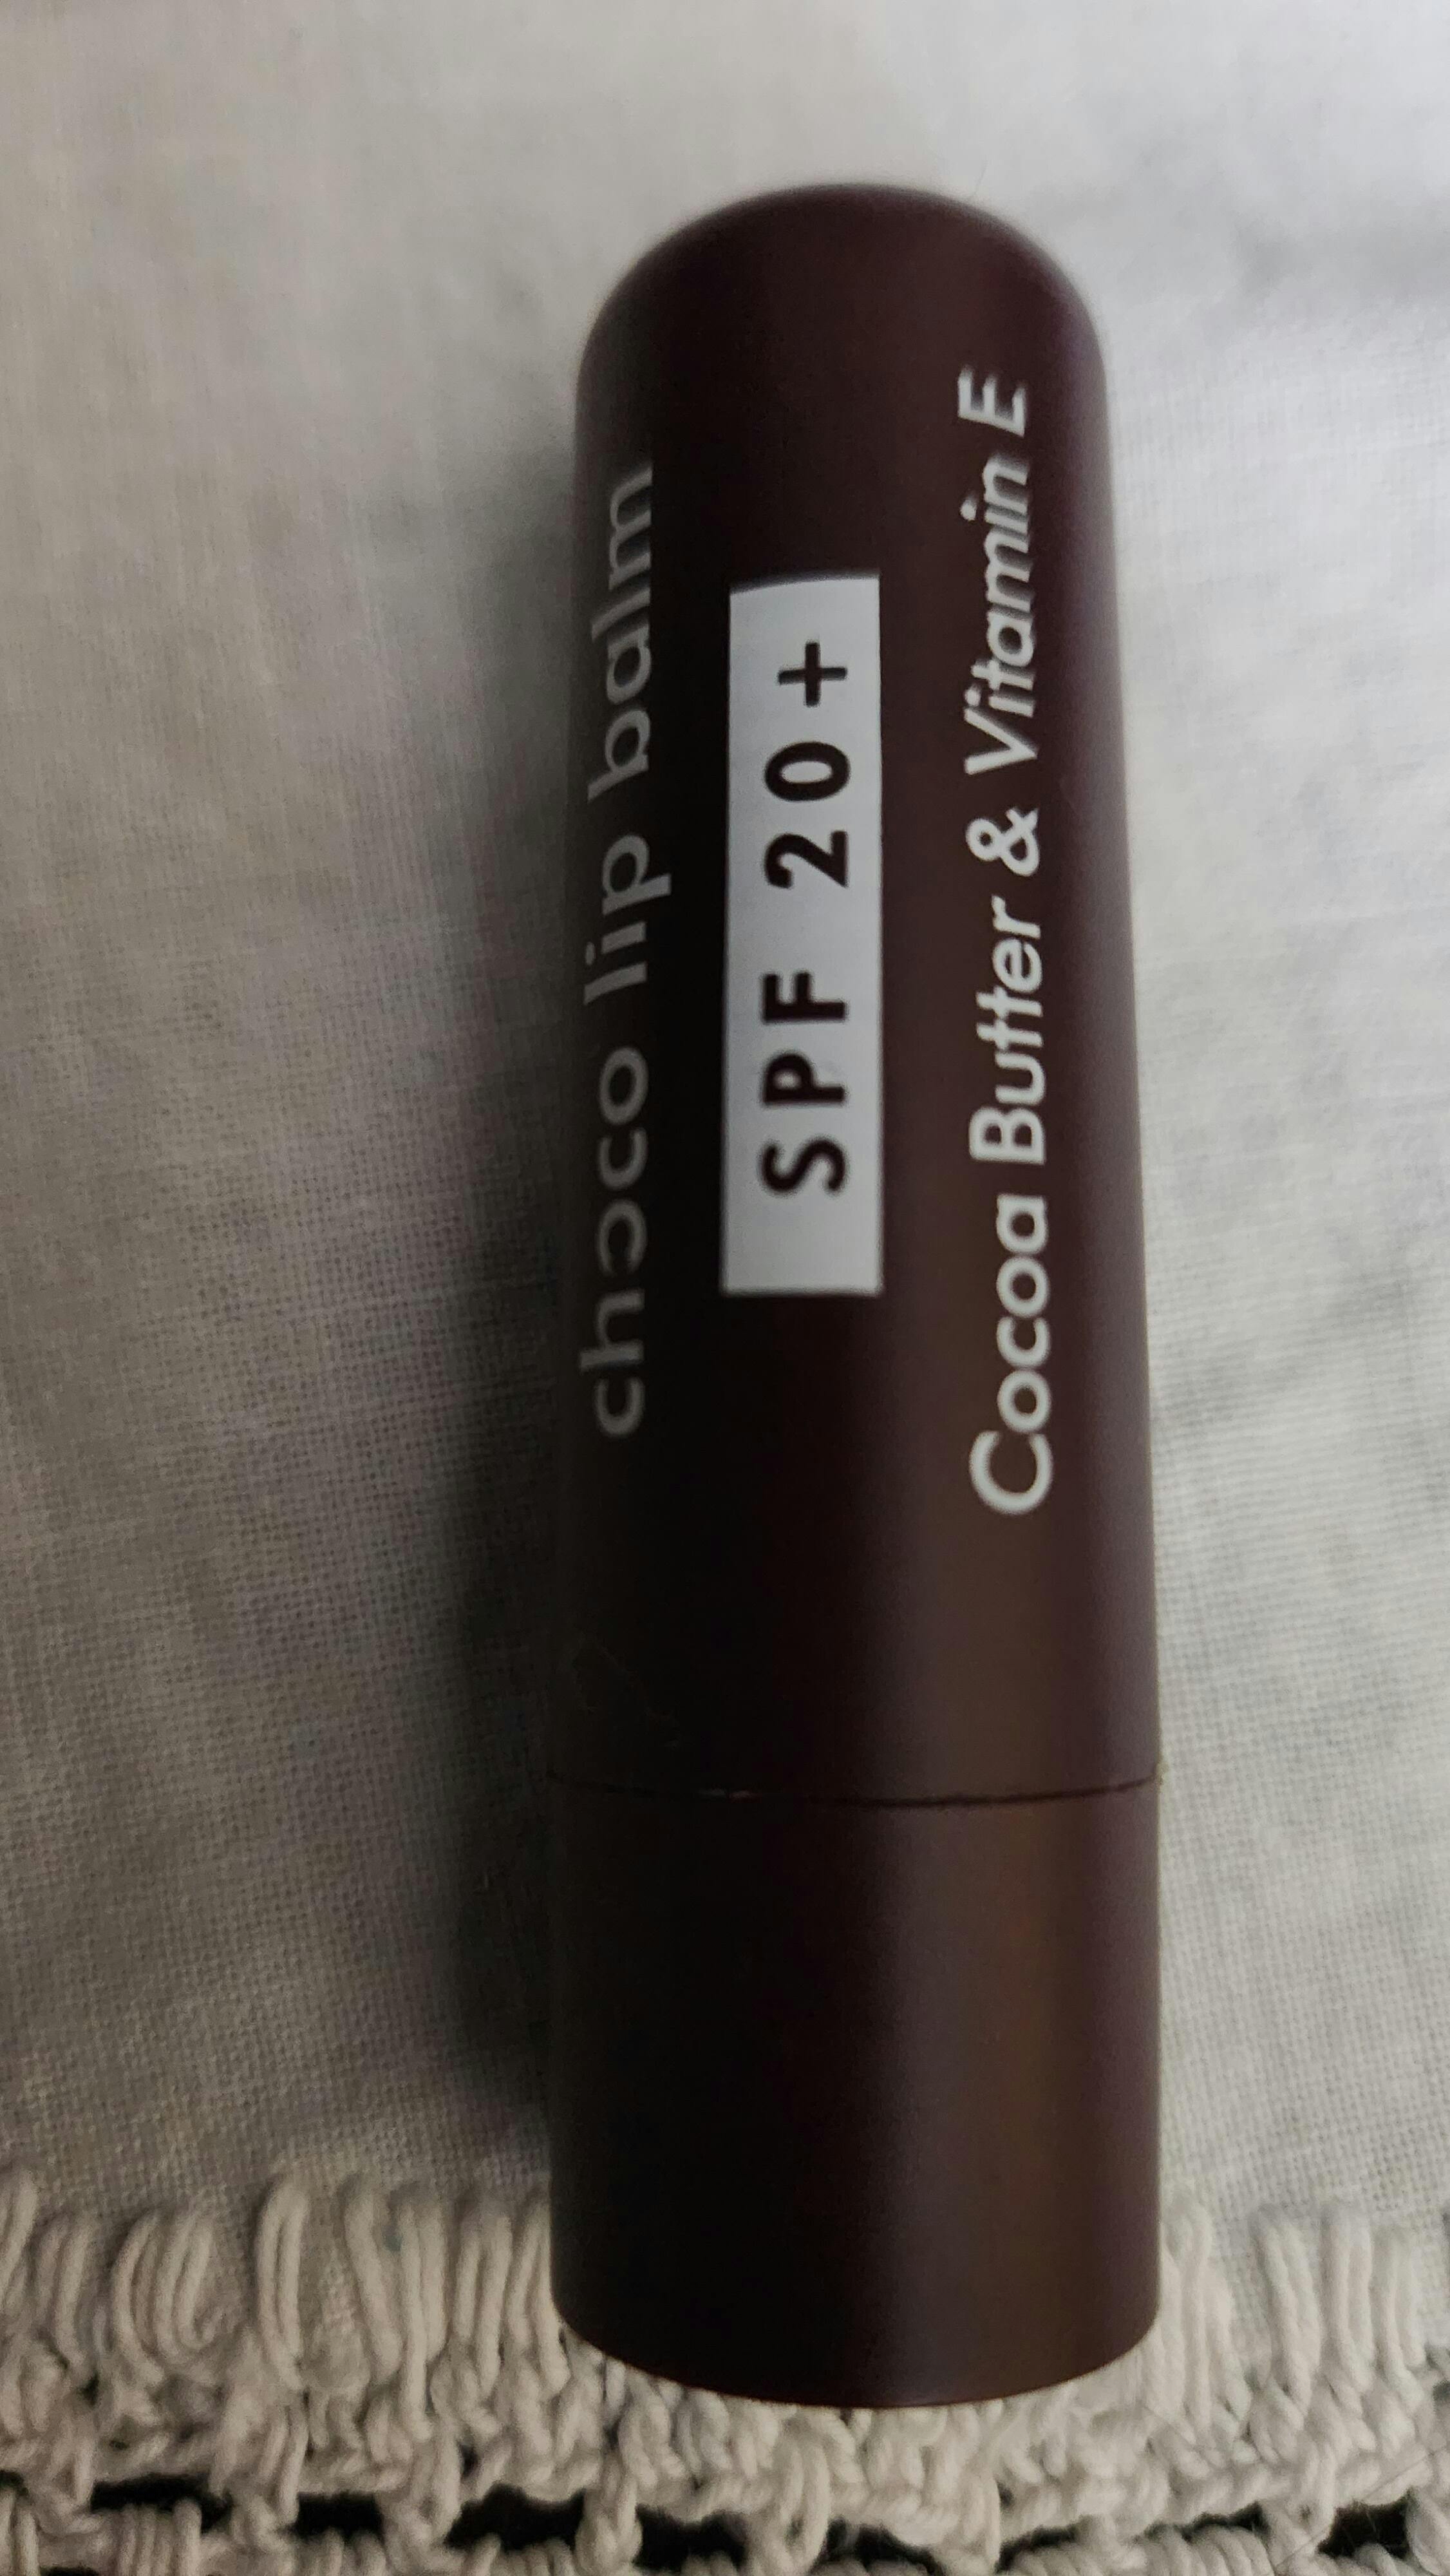 choco lip balm
SPF 20+
Cocoa Butter & Vitamin E